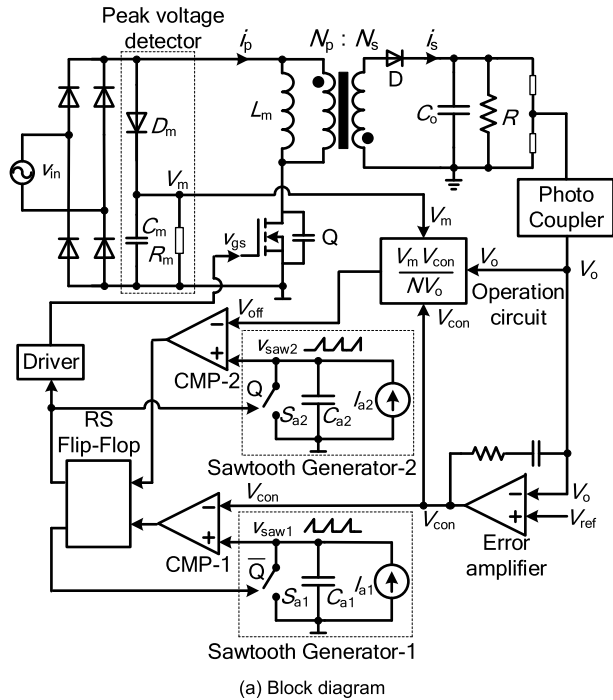 Peak voltage
detector
i_p
N_p : N_s
i_s
D
D_m
L_m
C_o
R
v_in
V_m
V_m
C_m
R_m
v_gs
Q
Photo
Coupler
V_m V_con
NV_o
V_o
V_o
Operation
circuit
V_con
V_off
Driver
CMP-2
v_saw2
Q
S_a2
C_a2
I_a2
RS
Flip-Flop
Sawtooth Generator-2
V_con
V_con
V_o
V_ref
Error
amplifier
CMP-1
v_saw1
Q̅
S_a1
C_a1
I_a1
Sawtooth Generator-1
(a) Block diagram